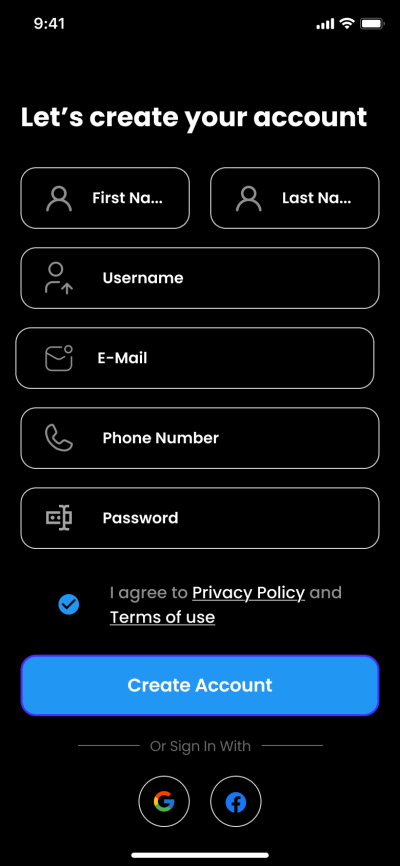 9:41
Let’s create your account
First Na...
Last Na...
Username
E-Mail
Phone Number
Password
I agree to Privacy Policy and
Terms of use
Create Account
Or Sign In With